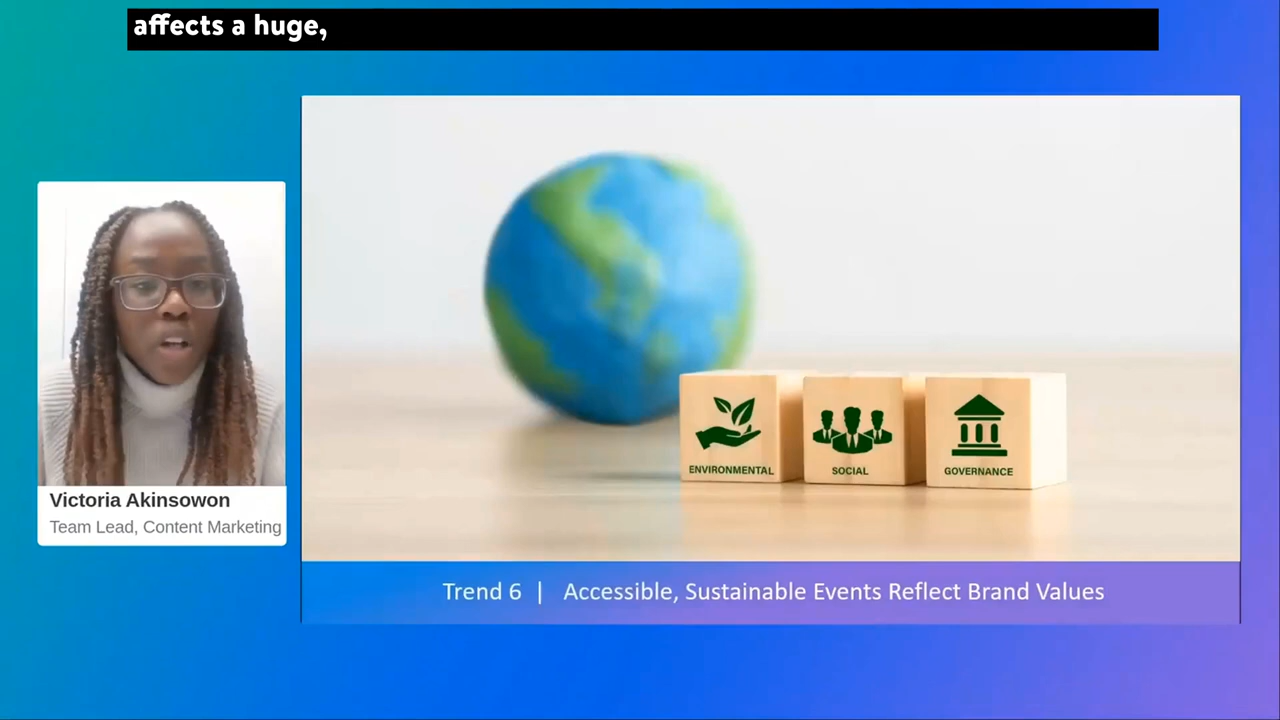 affects a huge,
ENVIRONMENTAL
SOCIAL
GOVERNANCE
Victoria Akinsowon
Team Lead, Content Marketing
Trend 6 | Accessible, Sustainable Events Reflect Brand Values